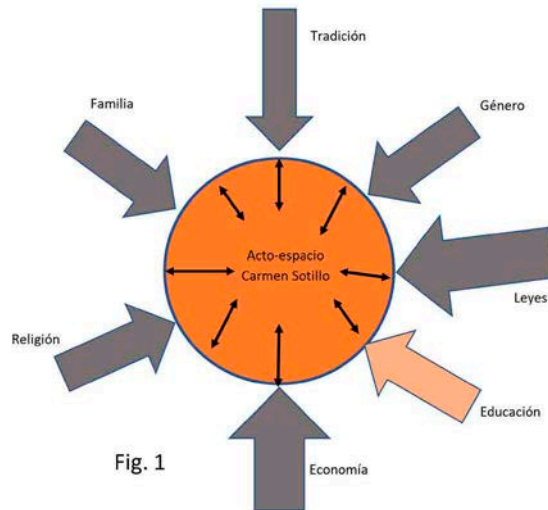 Tradición
Familia
Género
Acto-espacio
Carmen Sotillo
Leyes
Religión
Educación
Fig. 1
Economía